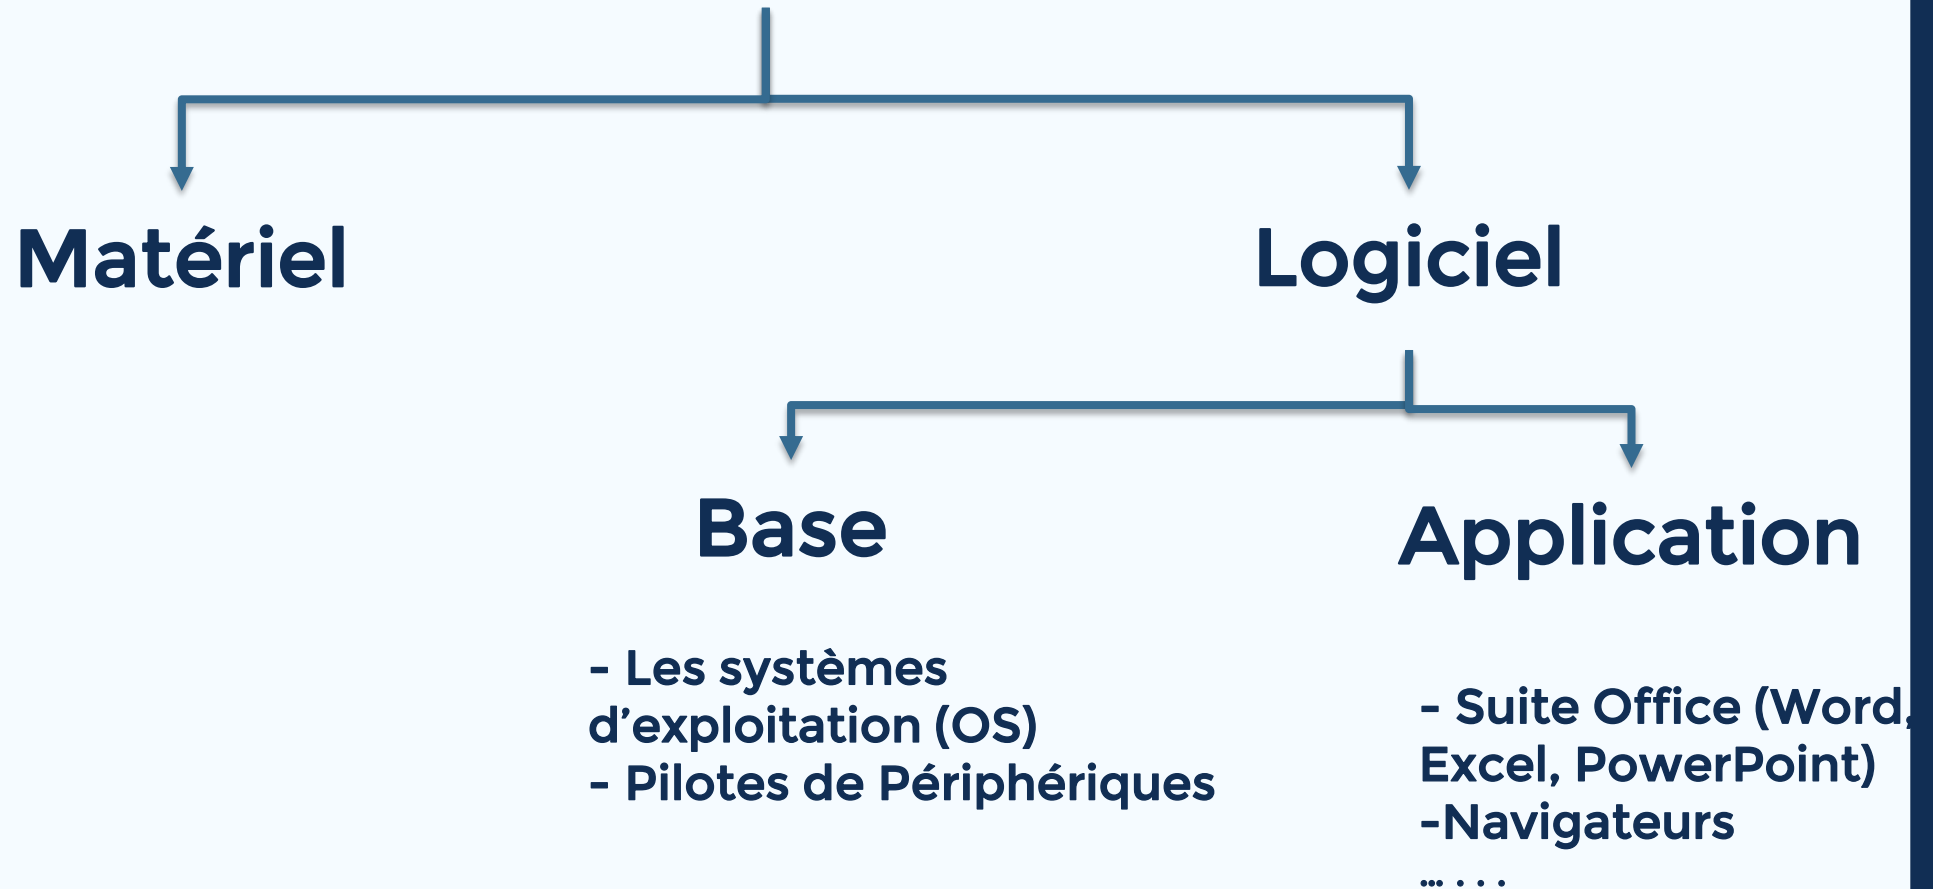 Matériel
Logiciel
Base
Application
- Les systèmes
d’exploitation (OS)
- Pilotes de Périphériques
- Suite Office (Word,
Excel, PowerPoint)
-Navigateurs
... . . .